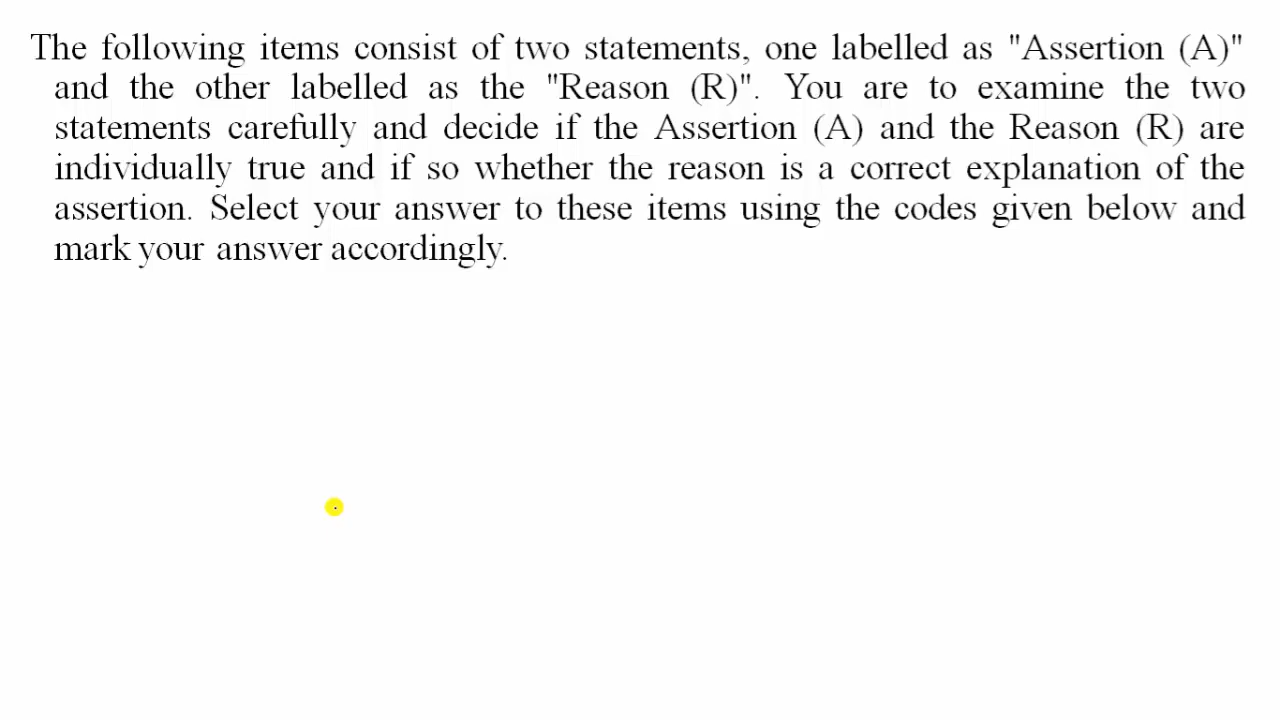 The following items consist of two statements, one labelled as "Assertion (A)"
and the other labelled as the "Reason (R)". You are to examine the two
statements carefully and decide if the Assertion (A) and the Reason (R) are
individually true and if so whether the reason is a correct explanation of the
assertion. Select your answer to these items using the codes given below and
mark your answer accordingly.